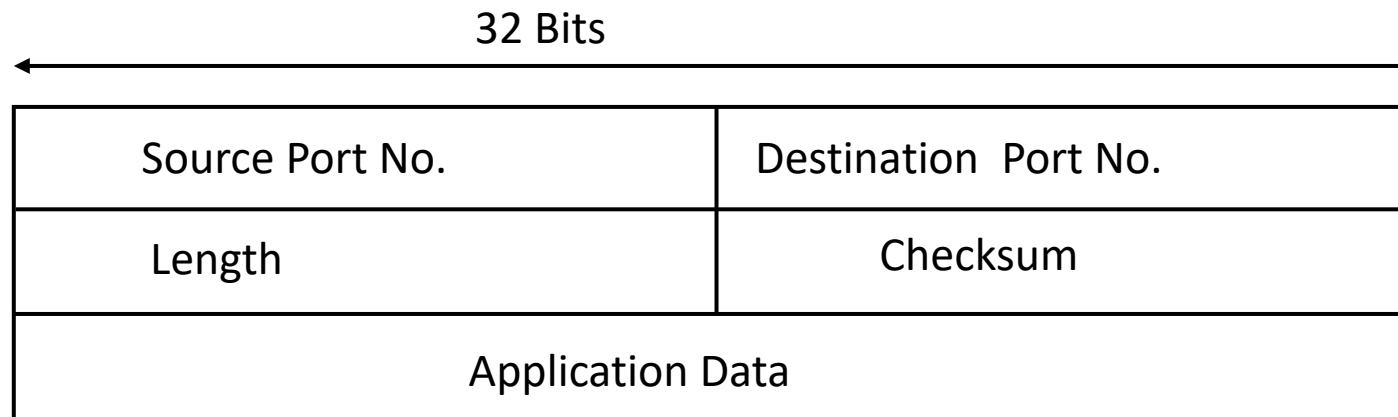 32 Bits
Source Port No. Destination Port No.
Length Checksum
Application Data